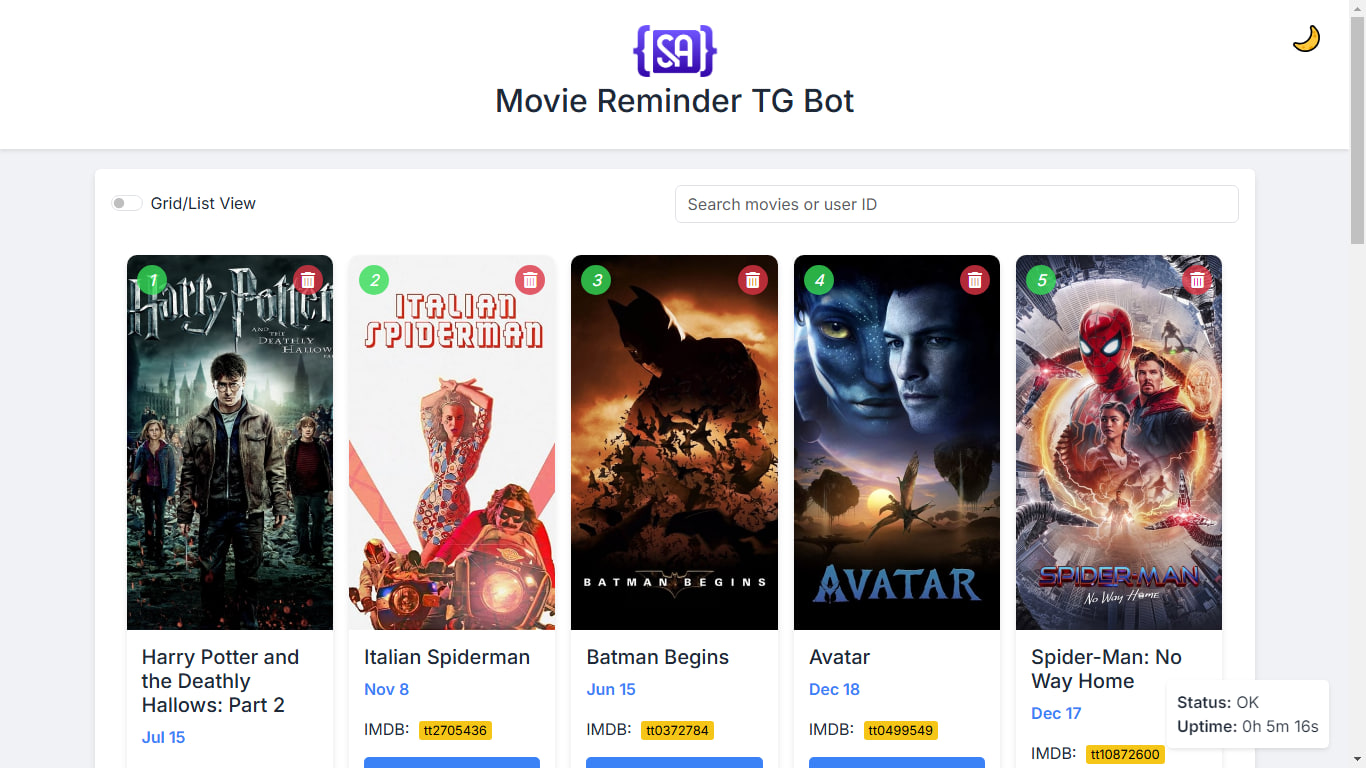 {SA}
Movie Reminder TG Bot
Grid/List View
Search movies or user ID
1
Harry Potter
AND THE
DEATHLY
HALLOW
2
ITALIAN
SPIDERMAN
3
BATMAN BEGINS
4
AVATAR
5
SPIDER-MAN
No Way Home
Harry Potter and
the Deathly
Hallows: Part 2
Jul 15
Italian Spiderman
Nov 8
IMDB: tt2705436
Batman Begins
Jun 15
IMDB: tt0372784
Avatar
Dec 18
IMDB: tt0499549
Spider-Man: No
Way Home
Dec 17
IMDB: tt10872600
Status: OK
Uptime: 0h 5m 16s